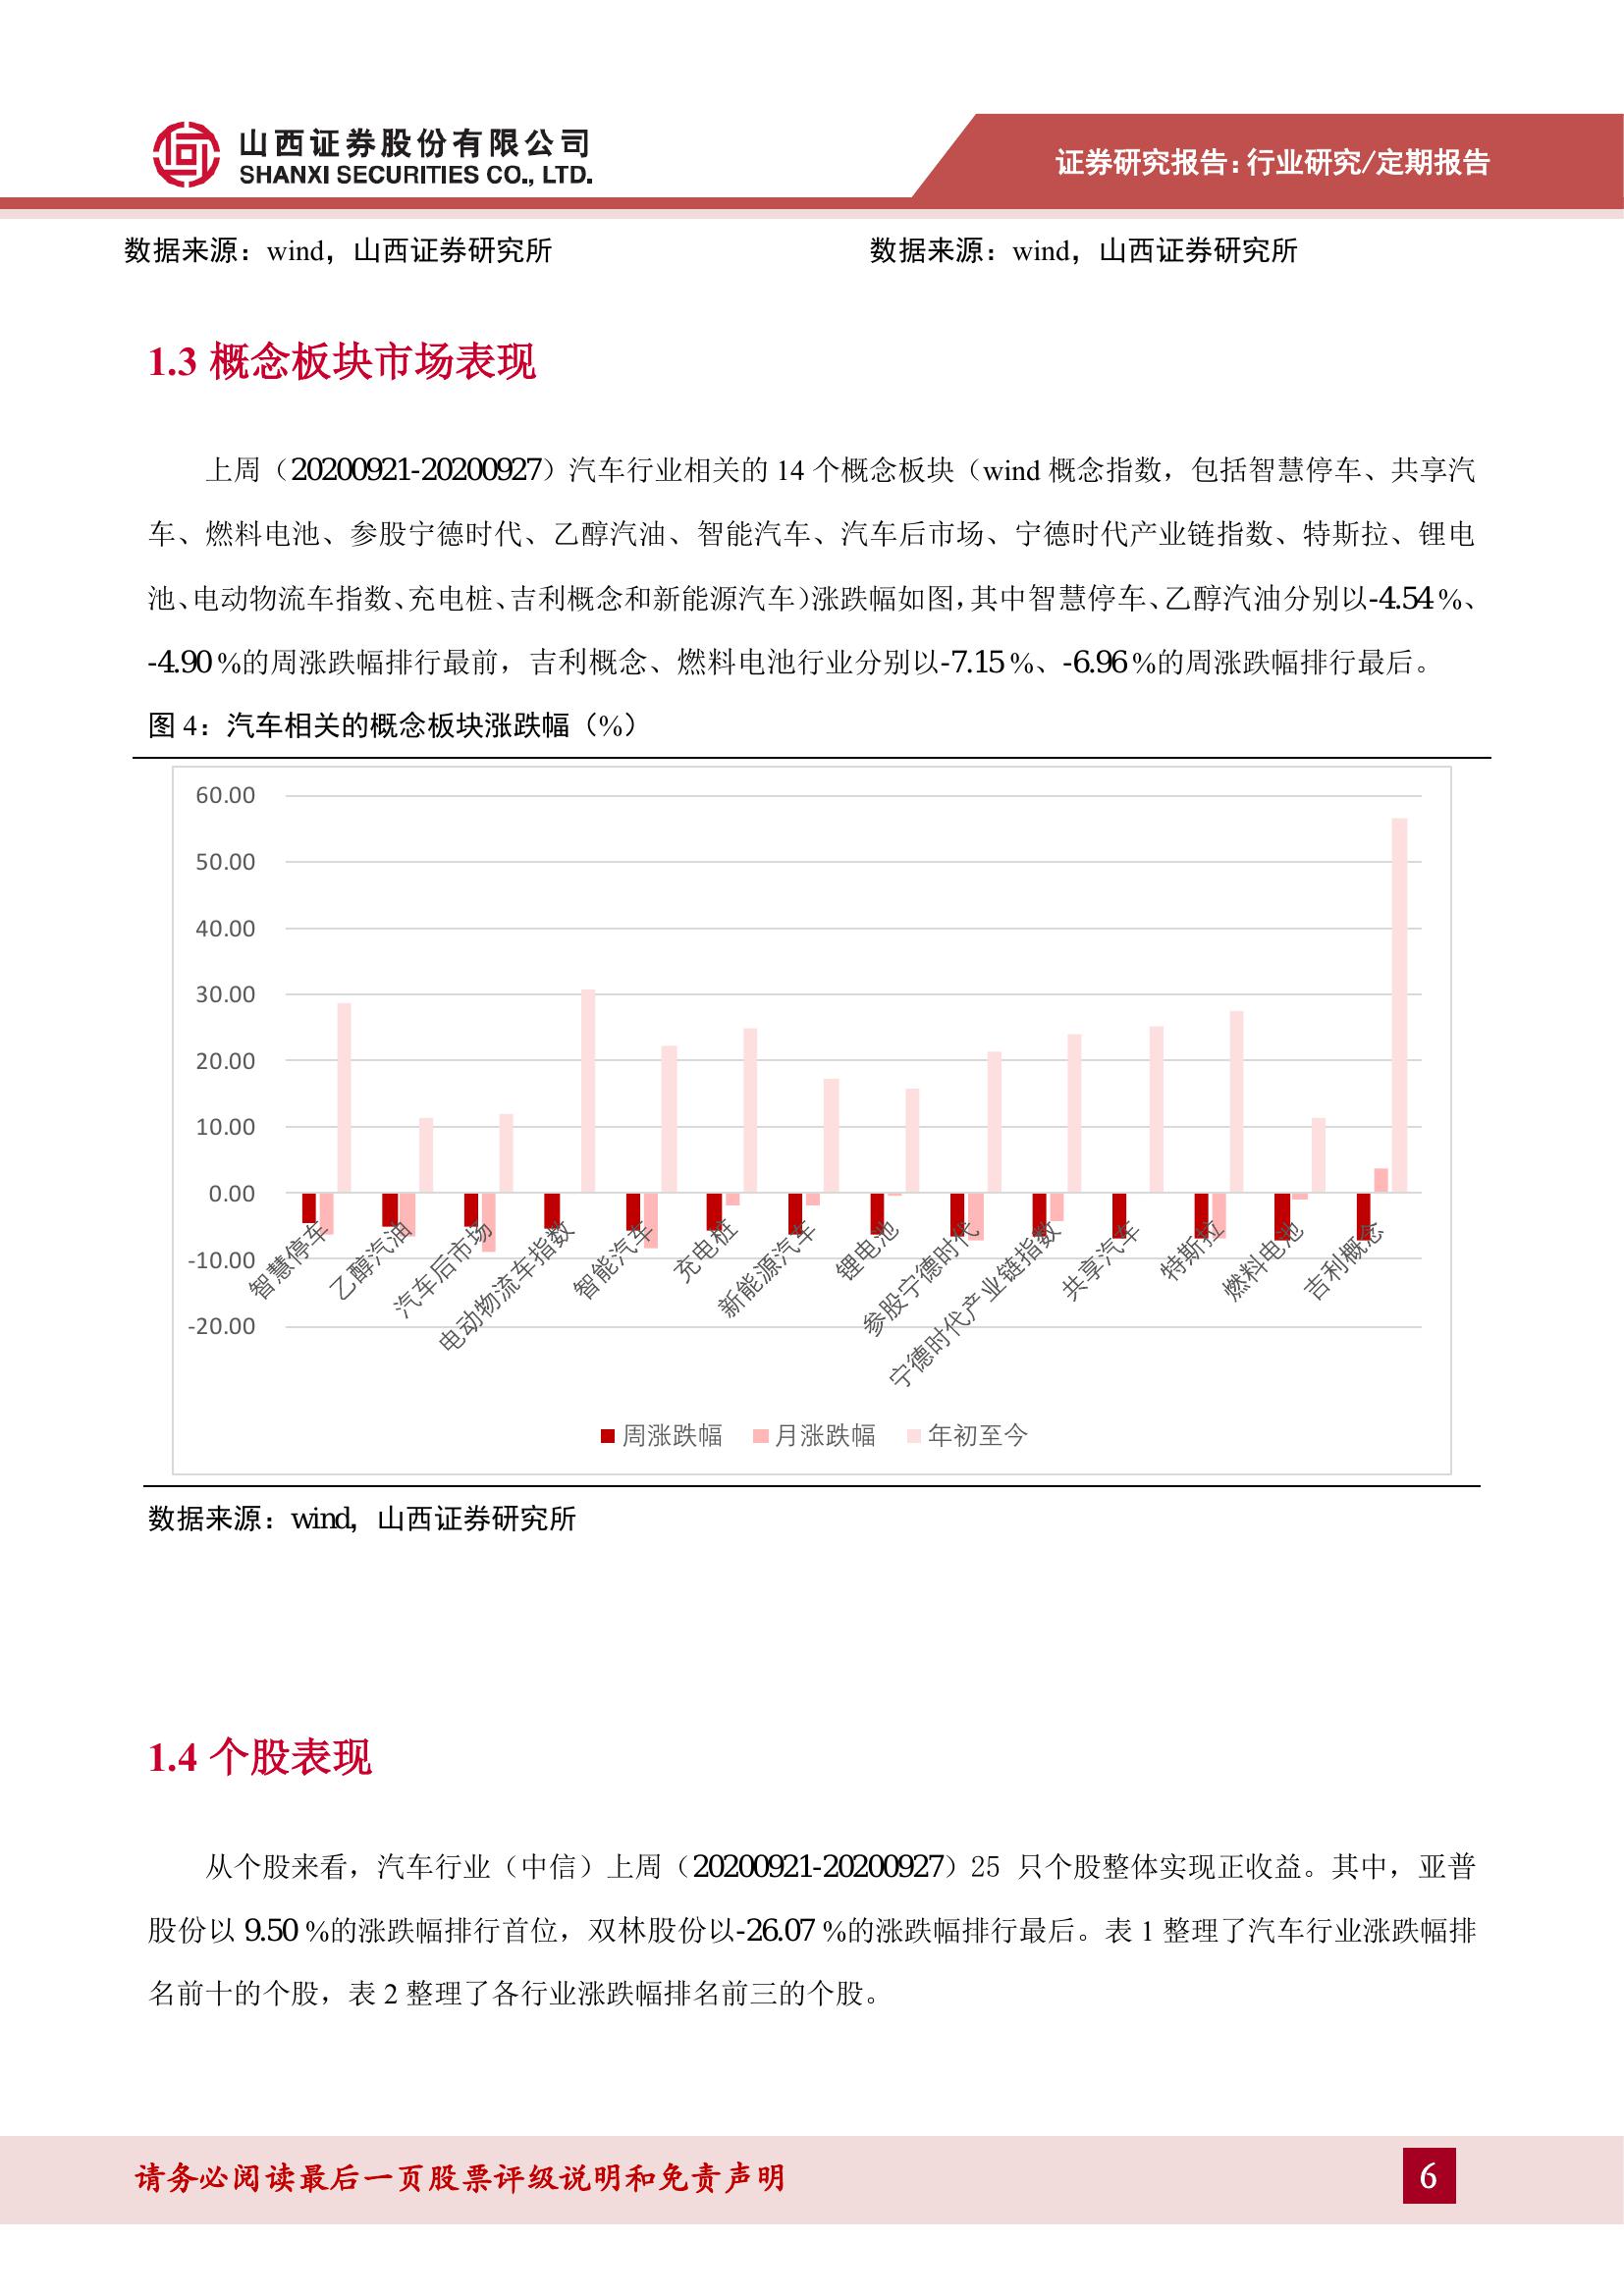 山西证券股份有限公司
SHANXI SECURITIES CO., LTD.
证券研究报告:行业研究/定期报告
数据来源：wind，山西证券研究所
数据来源：wind，山西证券研究所
1.3 概念板块市场表现
上周（20200921-20200927）汽车行业相关的 14 个概念板块（wind 概念指数，包括智慧停车、共享汽
车、燃料电池、参股宁德时代、乙醇汽油、智能汽车、汽车后市场、宁德时代产业链指数、特斯拉、锂电
池、电动物流车指数、充电桩、吉利概念和新能源汽车）涨跌幅如图，其中智慧停车、乙醇汽油分别以-4.54 %、
-4.90 %的周涨跌幅排行最前，吉利概念、燃料电池行业分别以-7.15 %、-6.96 %的周涨跌幅排行最后。
图 4：汽车相关的概念板块涨跌幅（%）
60.00
50.00
40.00
30.00
20.00
10.00
0.00
-10.00
-20.00
智慧停车
乙醇汽油
汽车后市场
电动物流车指数
智能汽车
充电桩
新能源汽车
锂电池
参股宁德时代
宁德时代产业链指数
共享汽车
特斯拉
燃料电池
吉利概念
周涨跌幅 月涨跌幅 年初至今
数据来源：wind，山西证券研究所
1.4 个股表现
从个股来看，汽车行业（中信）上周（20200921-20200927）25 只个股整体实现正收益。其中，亚普
股份以 9.50 %的涨跌幅排行首位，双林股份以-26.07 %的涨跌幅排行最后。表 1 整理了汽车行业涨跌幅排
名前十的个股，表 2 整理了各行业涨跌幅排名前三的个股。
请务必阅读最后一页股票评级说明和免责声明
6